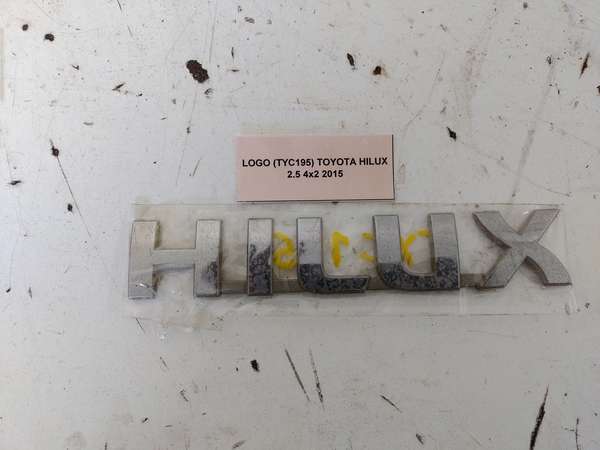 LOGO (TYC195) TOYOTA HILUX
2.5 4x2 2015
HILUX